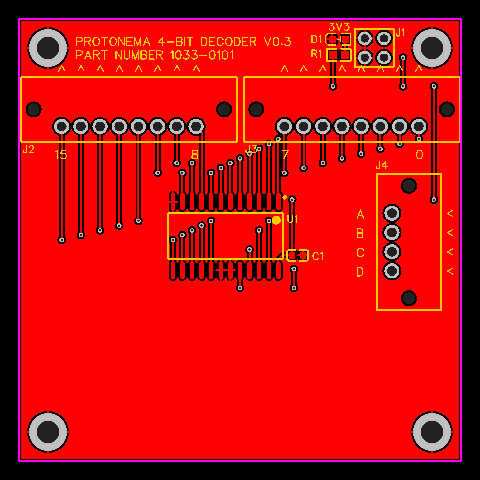 3V3
D1
J1
PROTONEMA 4-BIT DECODER V0.3
PART NUMBER 1033-0101
R1
^ ^ ^ ^ ^ ^ ^ ^ ^ ^ ^ ^ ^ ^ ^ ^
J2
J3
15
8
7
0
J4
A <
B <
C <
D <
U1
C1